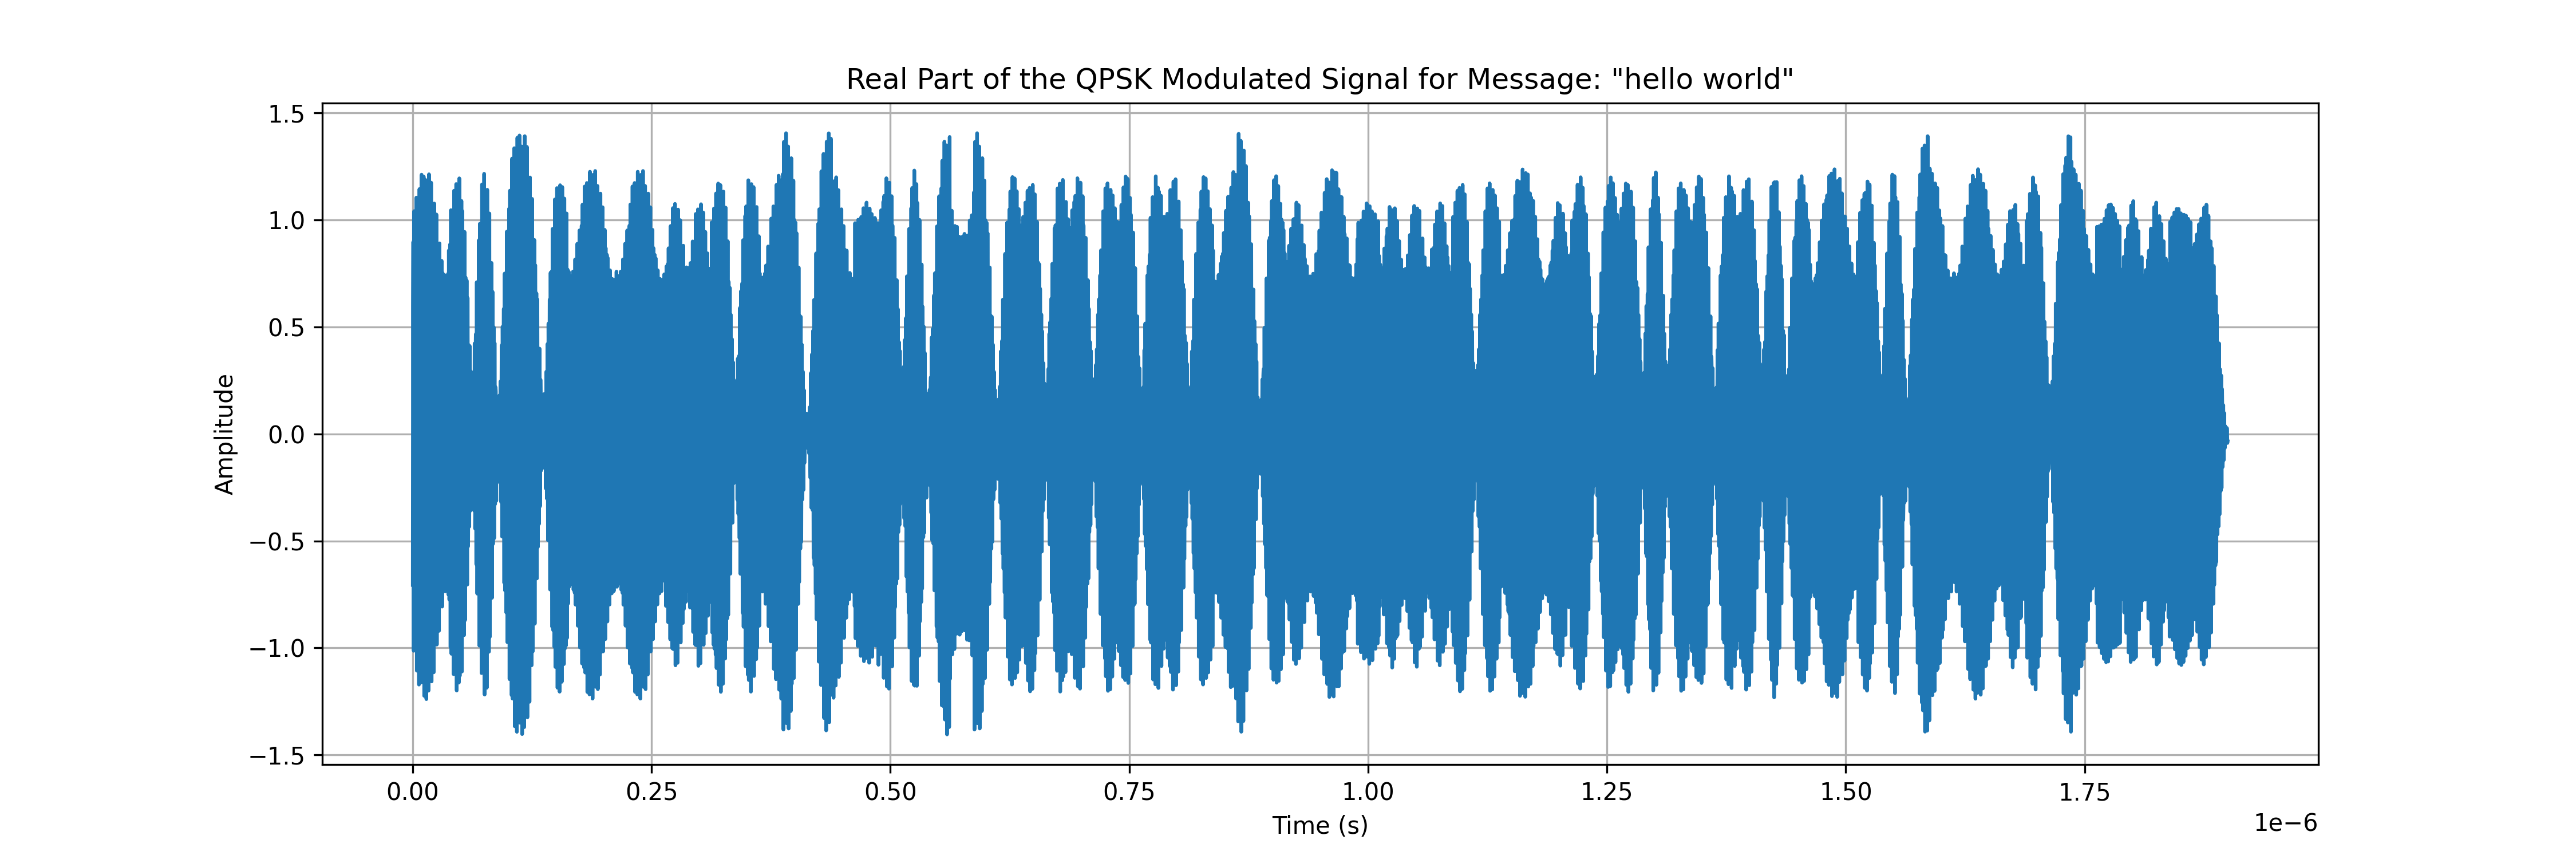 Real Part of the QPSK Modulated Signal for Message: "hello world"
1.5
1.0
0.5
0.0
−0.5
−1.0
−1.5
Amplitude
0.00 0.25 0.50 0.75 1.00 1.25 1.50 1.75
Time (s)
1e−6